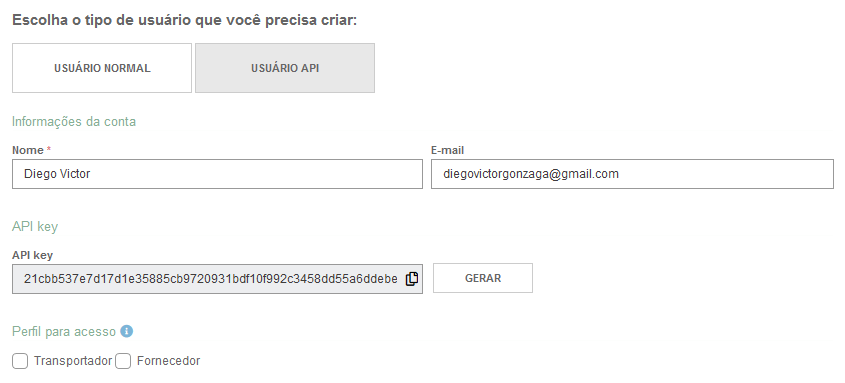 Escolha o tipo de usuário que você precisa criar:
USUÁRIO NORMAL USUÁRIO API
Informações da conta
Nome * E-mail
Diego Victor diegovictorgonzaga@gmail.com
API key
API key
21cbb537e7d17d1e35885cb9720931bdf10f992c3458dd55a6ddebe GERAR
Perfil para acesso
Transportador Fornecedor